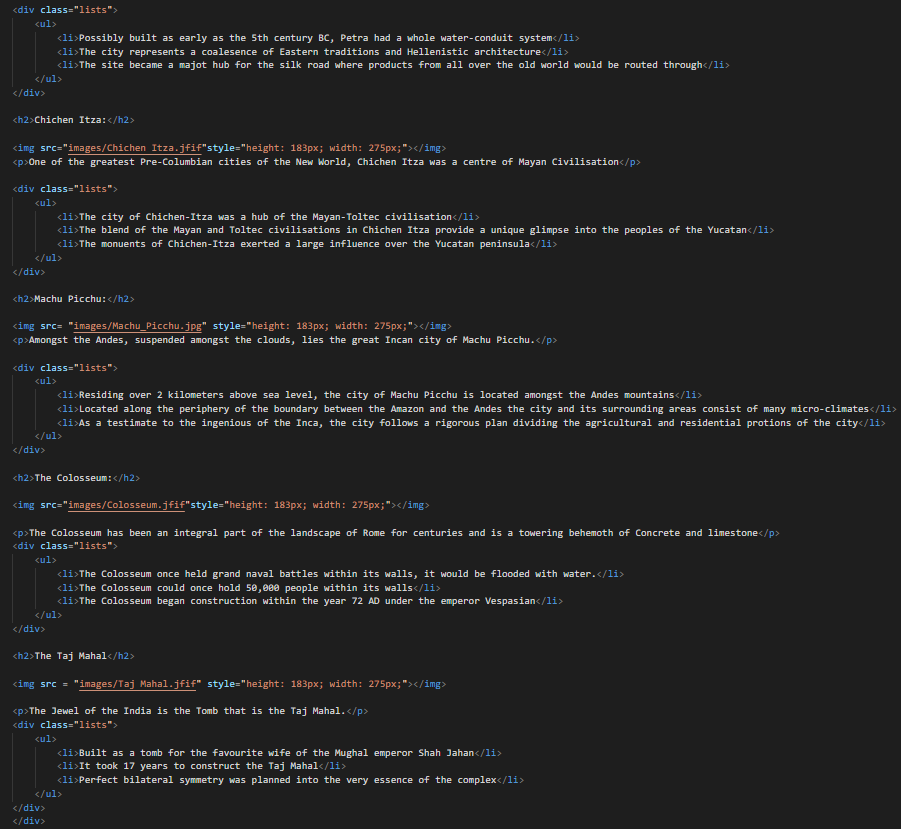 <div class="lists">
<ul>
<li>Possibly built as early as the 5th century BC, Petra had a whole water-conduit system</li>
<li>The city represents a coalesence of Eastern traditions and Hellenistic architecture</li>
<li>The site became a majot hub for the silk road where products from all over the old world would be routed through</li>
</ul>
</div>
<h2>Chichen Itza:</h2>
<img src="images/Chichen Itza.jfif"style="height: 183px; width: 275px;"></img>
<p>One of the greatest Pre-Columbian cities of the New World, Chichen Itza was a centre of Mayan Civilisation</p>
<div class="lists">
<ul>
<li>The city of Chichen-Itza was a hub of the Mayan-Toltec civilisation</li>
<li>The blend of the Mayan and Toltec civilisations in Chichen Itza provide a unique glimpse into the peoples of the Yucatan</li>
<li>The monuents of Chichen-Itza exerted a large influence over the Yucatan peninsula</li>
</ul>
</div>
<h2>Machu Picchu:</h2>
<img src= "images/Machu_Picchu.jpg" style="height: 183px; width: 275px;"></img>
<p>Amongst the Andes, suspended amongst the clouds, lies the great Incan city of Machu Picchu.</p>
<div class="lists">
<ul>
<li>Residing over 2 kilometers above sea level, the city of Machu Picchu is located amongst the Andes mountains</li>
<li>Located along the periphery of the boundary between the Amazon and the Andes the city and its surrounding areas consist of many micro-climates</li>
<li>As a testimate to the ingenious of the Inca, the city follows a rigorous plan dividing the agricultural and residential protions of the city</li>
</ul>
</div>
<h2>The Colosseum:</h2>
<img src="images/Colosseum.jfif"style="height: 183px; width: 275px;"></img>
<p>The Colosseum has been an integral part of the landscape of Rome for centuries and is a towering behemoth of Concrete and limestone</p>
<div class="lists">
<ul>
<li>The Colosseum once held grand naval battles within its walls, it would be flooded with water.</li>
<li>The Colosseum could once hold 50,000 people within its walls</li>
<li>The Colosseum began construction within the year 72 AD under the emperor Vespasian</li>
</ul>
</div>
<h2>The Taj Mahal</h2>
<img src = "images/Taj Mahal.jfif" style="height: 183px; width: 275px;"></img>
<p>The Jewel of the India is the Tomb that is the Taj Mahal.</p>
<div class="lists">
<ul>
<li>Built as a tomb for the favourite wife of the Mughal emperor Shah Jahan</li>
<li>It took 17 years to construct the Taj Mahal</li>
<li>Perfect bilateral symmetry was planned into the very essence of the complex</li>
</ul>
</div>
</div>